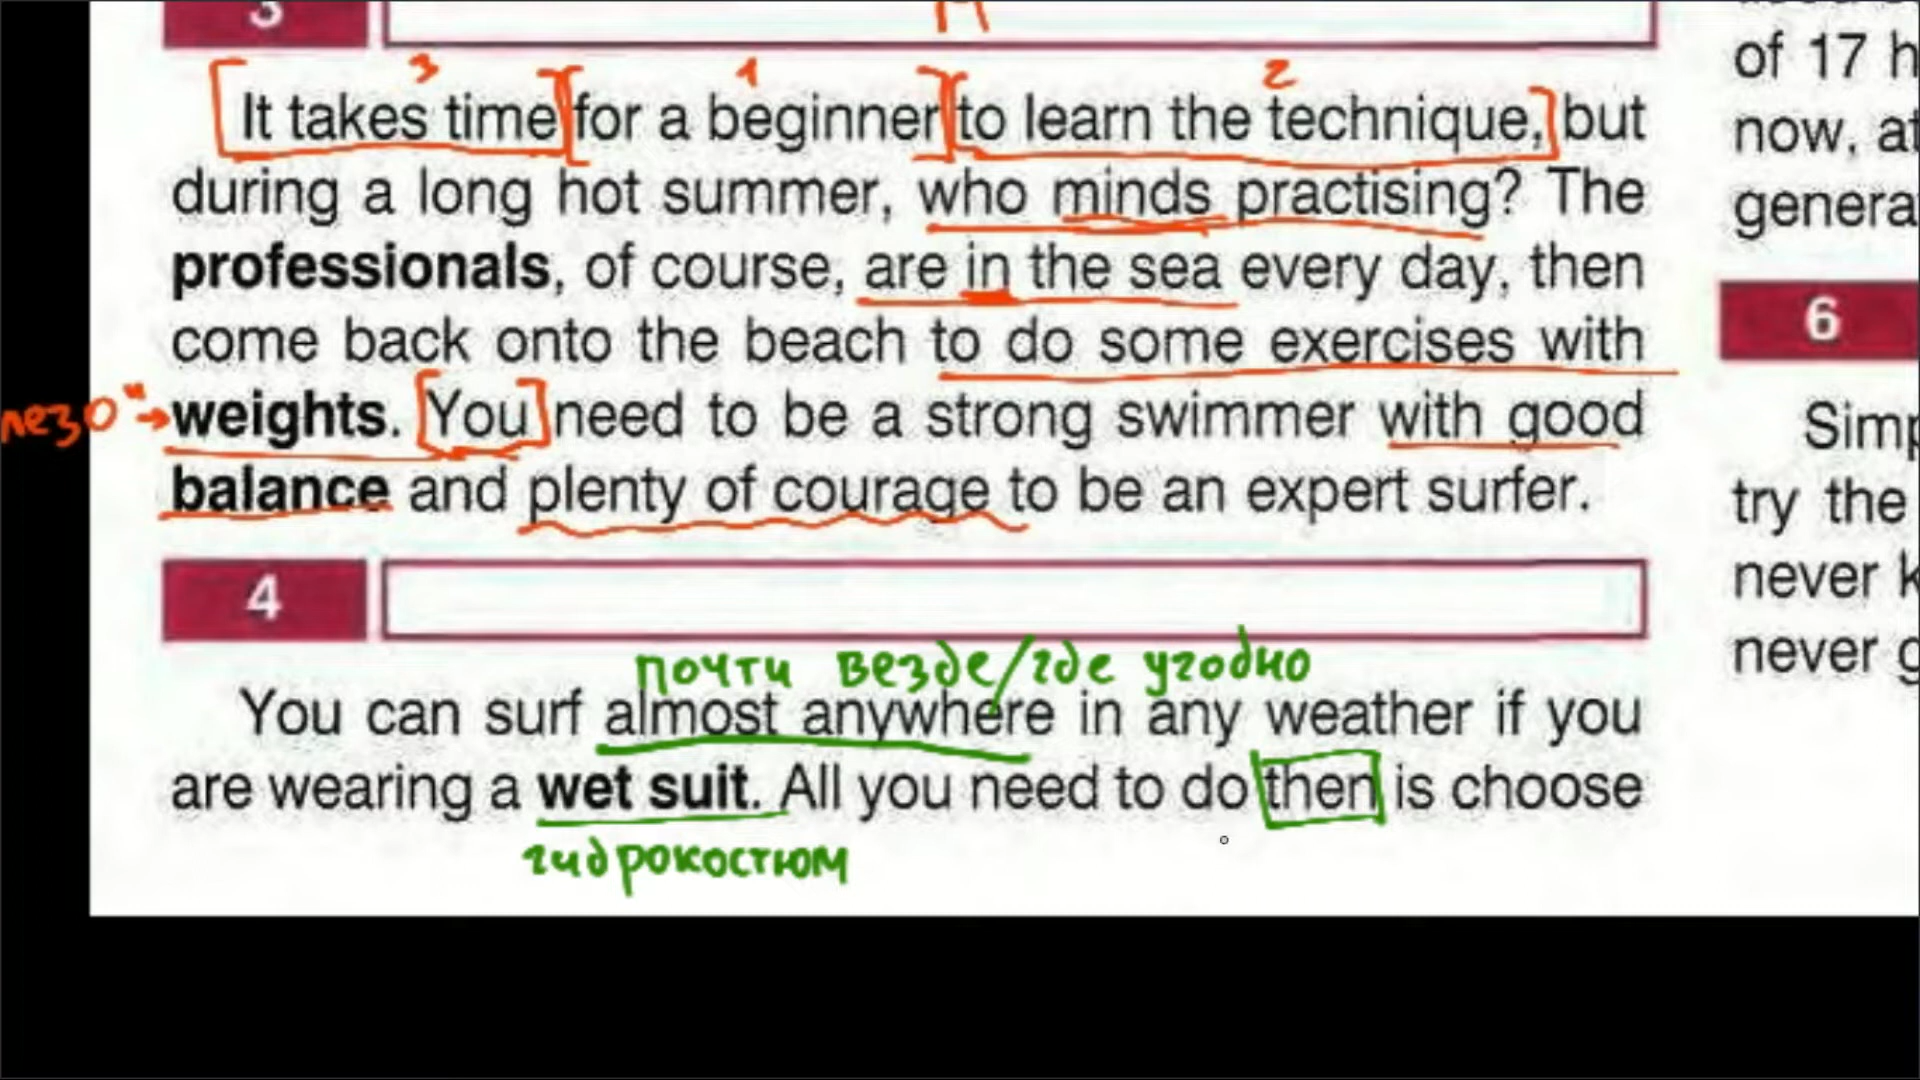 3
3 1 2
It takes time for a beginner to learn the technique, but
during a long hot summer, who minds practising? The
professionals, of course, are in the sea every day, then
come back onto the beach to do some exercises with
weights. You need to be a strong swimmer with good
balance and plenty of courage to be an expert surfer.
4
почти везде/где угодно
You can surf almost anywhere in any weather if you
are wearing a wet suit. All you need to do then is choose
гидрокостюм
of 17 h
now, at
genera
6
Simp
try the
never k
never g